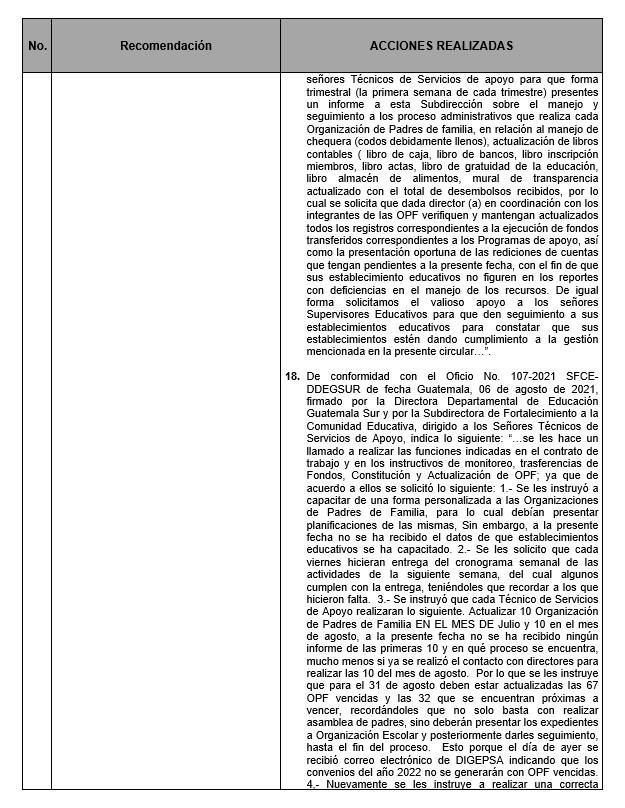 No.
Recomendación
ACCIONES REALIZADAS
señores Técnicos de Servicios de apoyo para que forma
trimestral (la primera semana de cada trimestre) presentes
un informe a esta Subdirección sobre el manejo y
seguimiento a los proceso administrativos que realiza cada
Organización de Padres de familia, en relación al manejo de
chequera (codos debidamente llenos), actualización de libros
contables ( libro de caja, libro de bancos, libro inscripción
miembros, libro actas, libro de gratuidad de la educación,
libro almacén de alimentos, mural de transparencia
actualizado con el total de desembolsos recibidos, por lo
cual se solicita que dada director (a) en coordinación con los
integrantes de las OPF verifiquen y mantengan actualizados
todos los registros correspondientes a la ejecución de fondos
transferidos correspondientes a los Programas de apoyo, así
como la presentación oportuna de las rediciones de cuentas
que tengan pendientes a la presente fecha, con el fin de que
sus establecimiento educativos no figuren en los reportes
con deficiencias en el manejo de los recursos. De igual
forma solicitamos el valioso apoyo a los señores
Supervisores Educativos para que den seguimiento a sus
establecimientos educativos para constatar que sus
establecimientos estén dando cumplimiento a la gestión
mencionada en la presente circular…”.
18. De conformidad con el Oficio No. 107-2021 SFCE-
DDEGSUR de fecha Guatemala, 06 de agosto de 2021,
firmado por la Directora Departamental de Educación
Guatemala Sur y por la Subdirectora de Fortalecimiento a la
Comunidad Educativa, dirigido a los Señores Técnicos de
Servicios de Apoyo, indica lo siguiente: “…se les hace un
llamado a realizar las funciones indicadas en el contrato de
trabajo y en los instructivos de monitoreo, trasferencias de
Fondos, Constitución y Actualización de OPF; ya que de
acuerdo a ellos se solicitó lo siguiente: 1.- Se les instruyó a
capacitar de una forma personalizada a las Organizaciones
de Padres de Familia, para lo cual debían presentar
planificaciones de las mismas, Sin embargo, a la presente
fecha no se ha recibido el datos de que establecimientos
educativos se ha capacitado. 2.- Se les solicito que cada
viernes hicieran entrega del cronograma semanal de las
actividades de la siguiente semana, del cual algunos
cumplen con la entrega, teniéndoles que recordar a los que
hicieron falta. 3.- Se instruyó que cada Técnico de Servicios
de Apoyo realizaran lo siguiente. Actualizar 10 Organización
de Padres de Familia EN EL MES DE Julio y 10 en el mes
de agosto, a la presente fecha no se ha recibido ningún
informe de las primeras 10 y en qué proceso se encuentra,
mucho menos si ya se realizó el contacto con directores para
realizar las 10 del mes de agosto. Por lo que se les instruye
que para el 31 de agosto deben estar actualizadas las 67
OPF vencidas y las 32 que se encuentran próximas a
vencer, recordándoles que no solo basta con realizar
asamblea de padres, sino deberán presentar los expedientes
a Organización Escolar y posteriormente darles seguimiento,
hasta el fin del proceso. Esto porque el día de ayer se
recibió correo electrónico de DIGEPSA indicando que los
convenios del año 2022 no se generarán con OPF vencidas.
4.- Nuevamente se les instruye a realizar una correcta